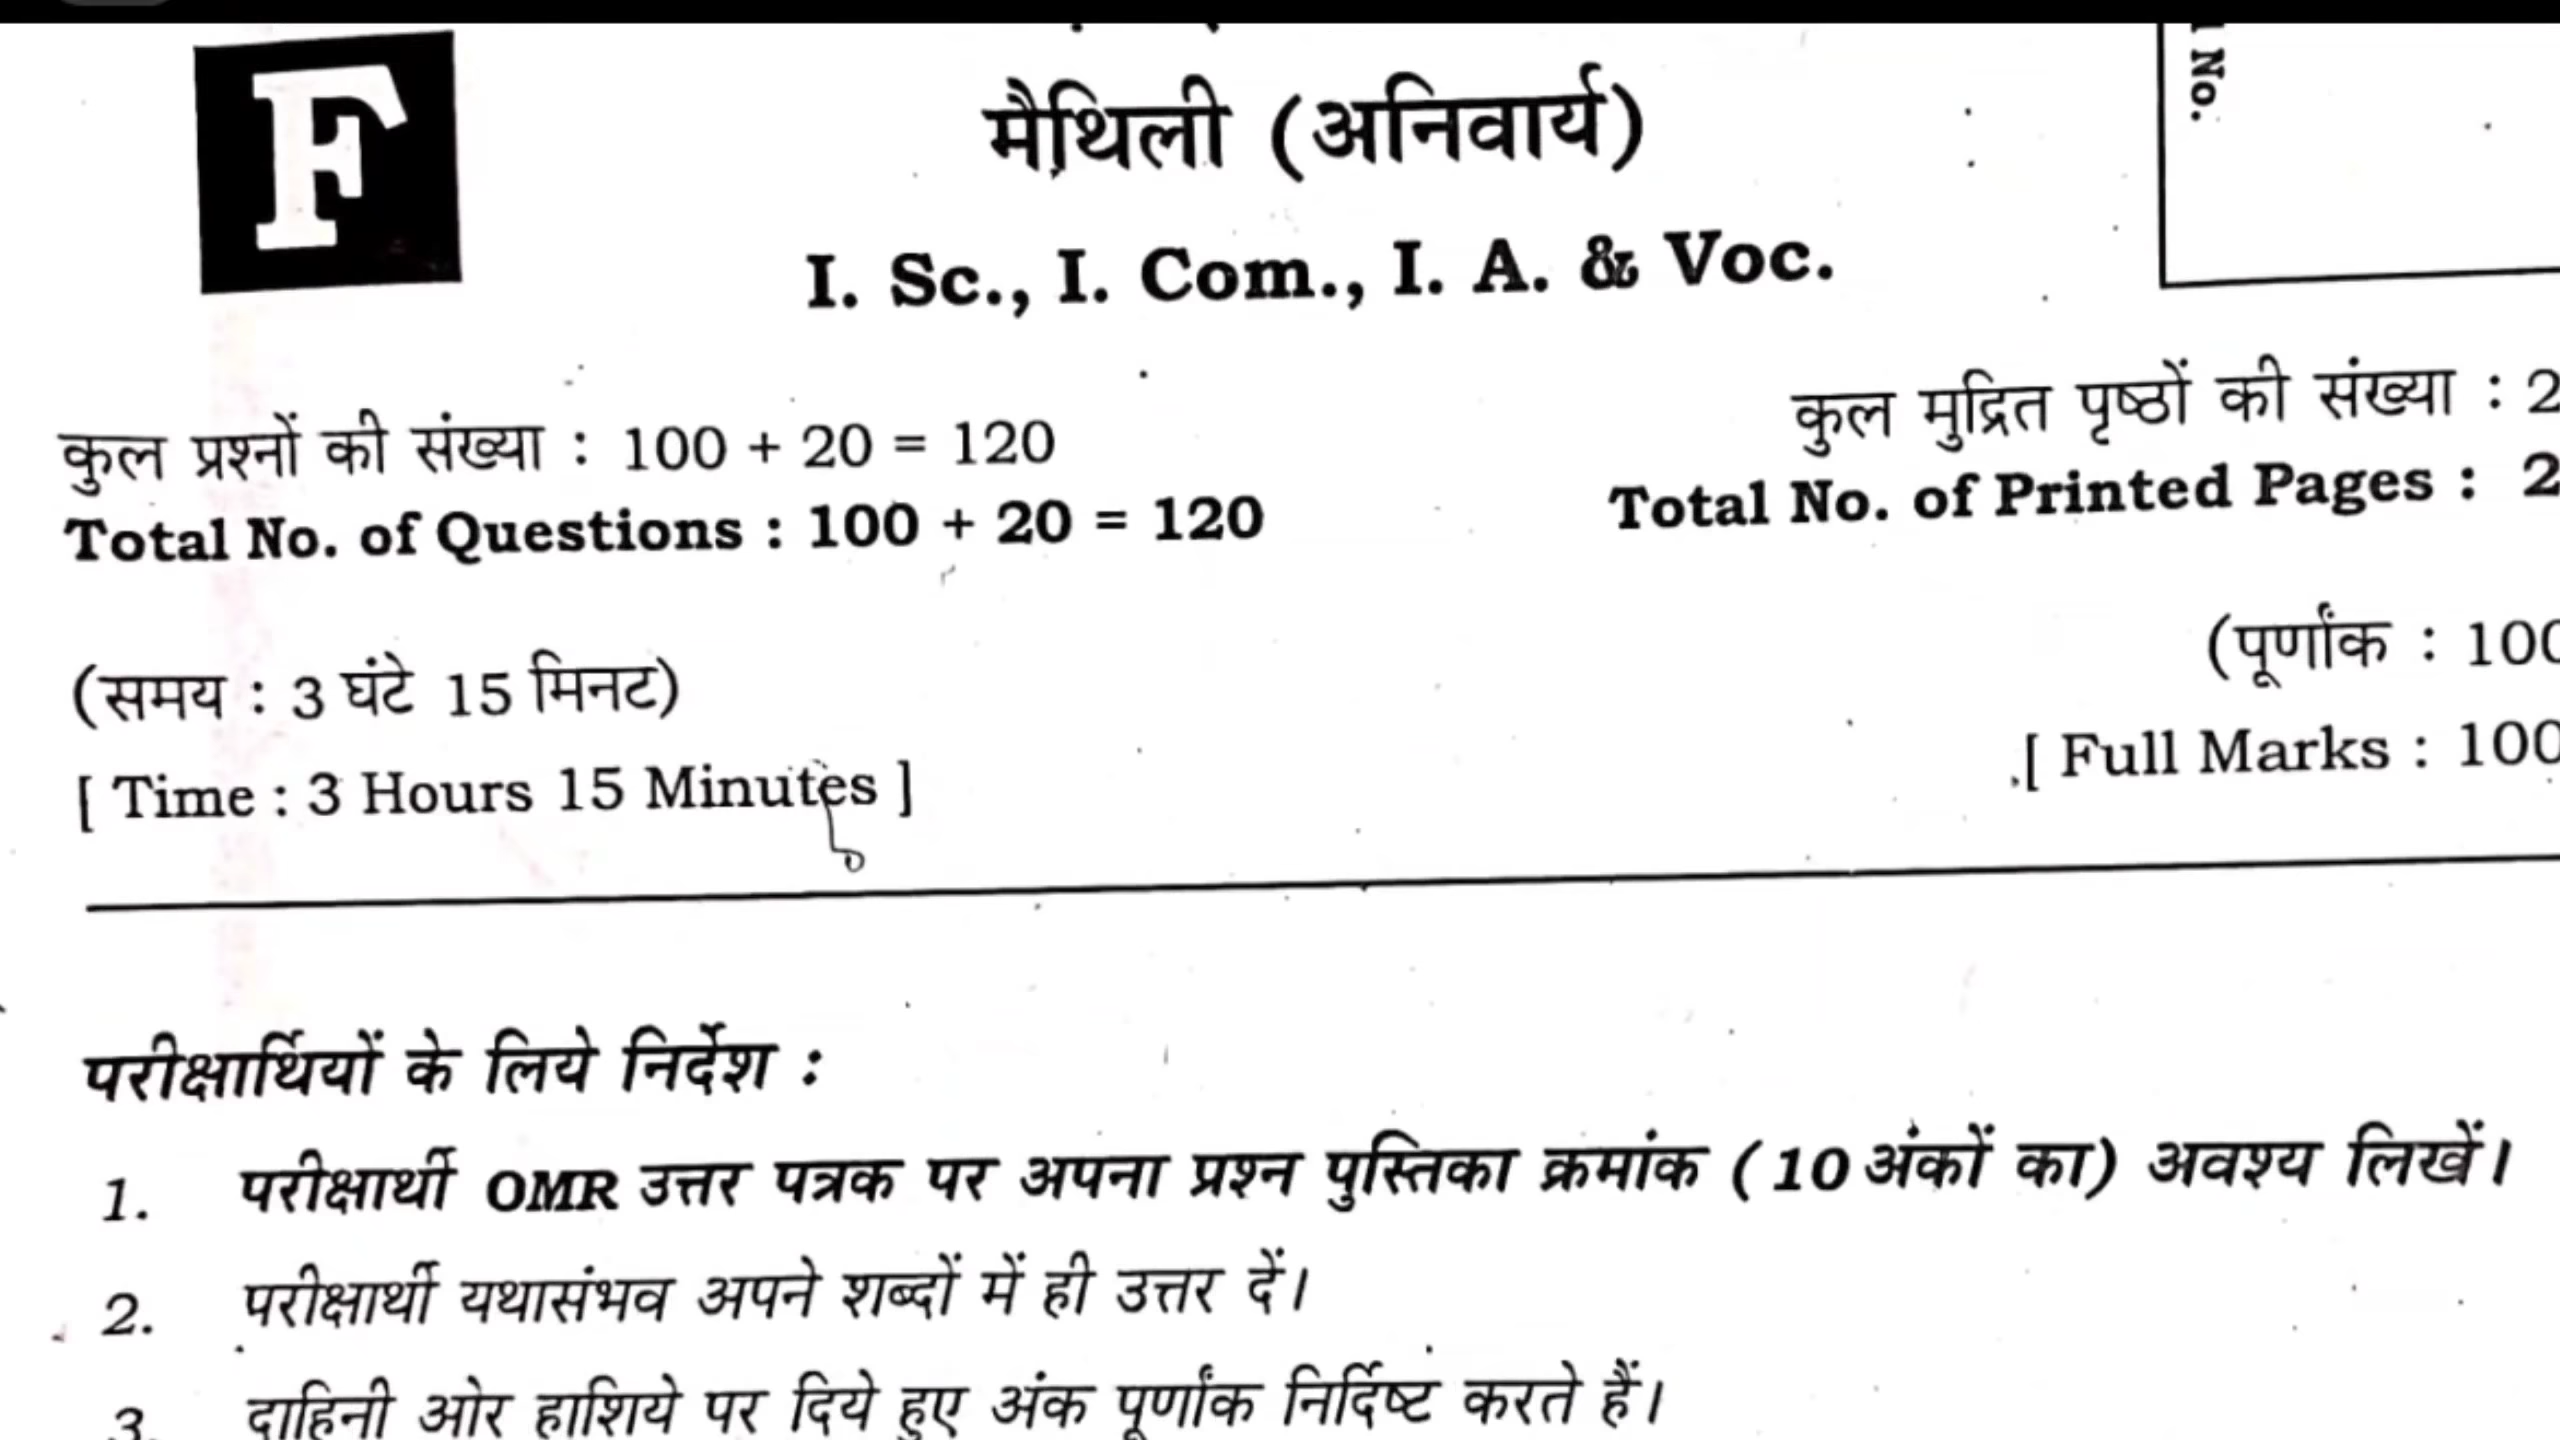 F
l No.
मैथिली (अनिवार्य)
I. Sc., I. Com., I. A. & Voc.
कुल प्रश्नों की संख्या : 100 + 20 = 120
Total No. of Questions : 100 + 20 = 120
कुल मुद्रित पृष्ठों की संख्या : 2
Total No. of Printed Pages : 2
(समय : 3 घंटे 15 मिनट)
[ Time : 3 Hours 15 Minutes ]
(पूर्णांक : 100
[ Full Marks : 100
परीक्षार्थियों के लिये निर्देश :
1. परीक्षार्थी OMR उत्तर पत्रक पर अपना प्रश्न पुस्तिका क्रमांक ( 10 अंकों का) अवश्य लिखें।
2. परीक्षार्थी यथासंभव अपने शब्दों में ही उत्तर दें।
3. दाहिनी ओर हाशिये पर दिये हुए अंक पूर्णांक निर्दिष्ट करते हैं।